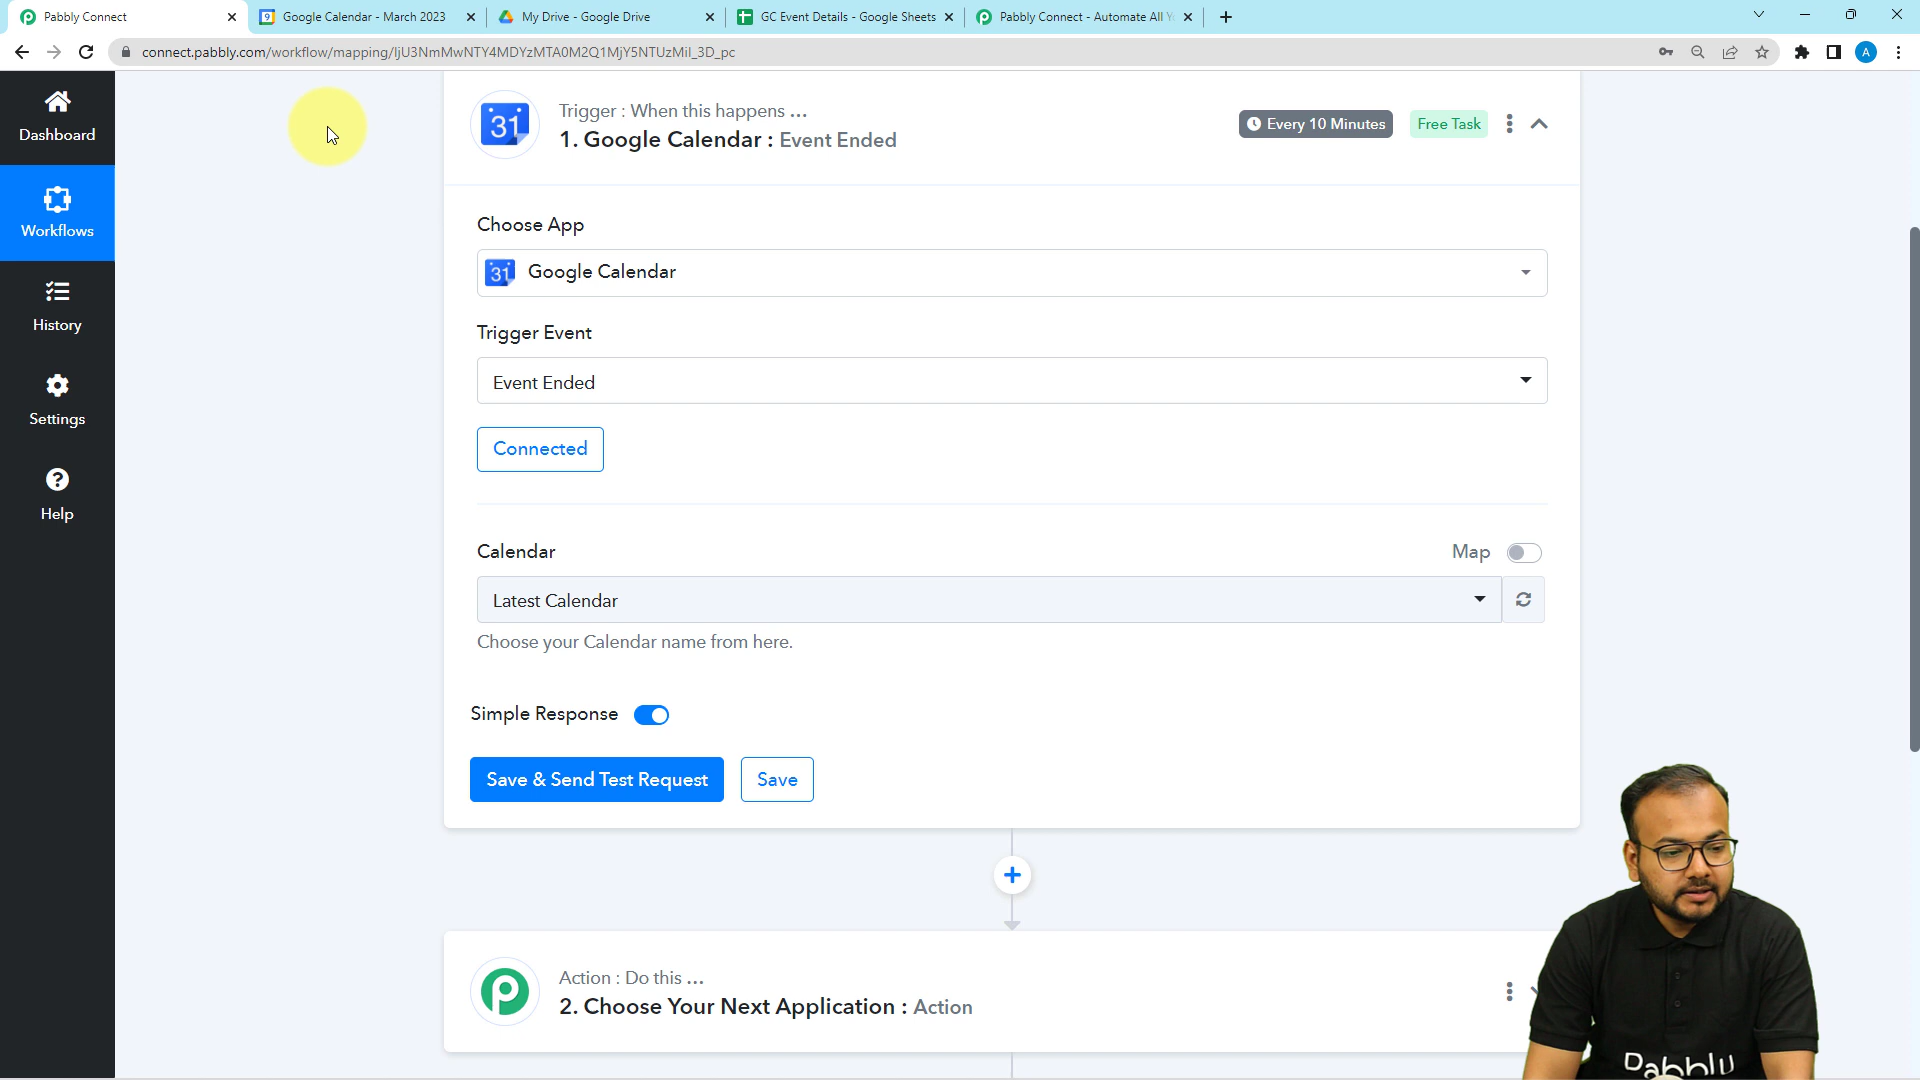 Pabbly Connect
Google Calendar - March 2023
My Drive - Google Drive
GC Event Details - Google Sheets
Pabbly Connect - Automate All Y
connect.pabbly.com/workflow/mapping/IjU3NmMwNTY4MDYzMTA0M2Q1MjY5NTUzMiI_3D_pc
A
Dashboard
Workflows
History
Settings
Help
31
Trigger : When this happens ...
1. Google Calendar : Event Ended
Every 10 Minutes
Free Task
Choose App
31 Google Calendar
Trigger Event
Event Ended
Connected
Calendar
Map
Latest Calendar
Choose your Calendar name from here.
Simple Response
Save & Send Test Request
Save
Action : Do this ...
2. Choose Your Next Application : Action
Pabbly